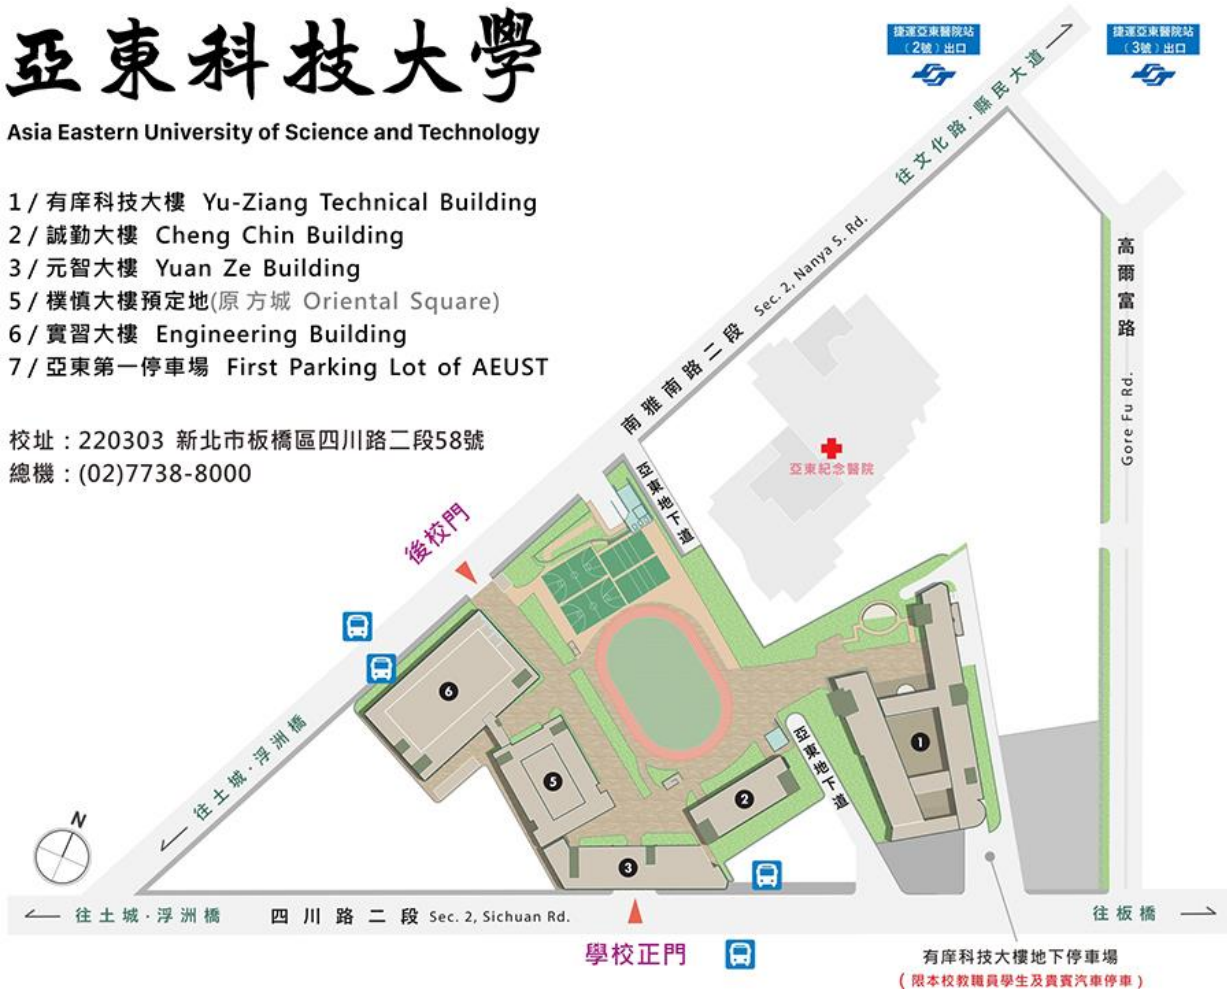 亞東科技大學
Asia Eastern University of Science and Technology
1 / 有庠科技大樓 Yu-Ziang Technical Building
2 / 誠勤大樓 Cheng Chin Building
3 / 元智大樓 Yuan Ze Building
5 / 樸慎大樓預定地(原 方城 Oriental Square)
6 / 實習大樓 Engineering Building
7 / 亞東第一停車場 First Parking Lot of AEUST
校址：220303 新北市板橋區四川路二段58號
總機：(02)7738-8000
捷運亞東醫院站
（2號）出口
捷運亞東醫院站
（3號）出口
往文化路·縣民大道
南雅南路二段 Sec. 2, Nanya S. Rd.
高爾富路 Gore Fu Rd.
亞東紀念醫院
亞東地下道
後校門
6
5
3
2
1
亞東地下道
往土城·浮洲橋
N
往土城·浮洲橋
四川路二段 Sec. 2, Sichuan Rd.
往板橋
學校正門
有庠科技大樓地下停車場
( 限本校教職員學生及貴賓汽車停車 )